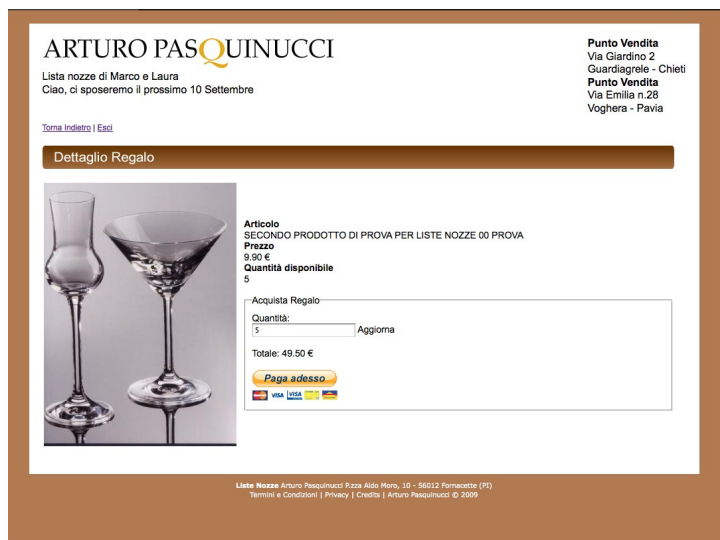 ARTURO PASQUINUCCI
Lista nozze di Marco e Laura
Ciao, ci sposeremo il prossimo 10 Settembre
Punto Vendita
Via Giardino 2
Guardiagrele - Chieti
Punto Vendita
Via Emilia n.28
Voghera - Pavia
Torna Indietro | Esci
Dettaglio Regalo
Articolo
SECONDO PRODOTTO DI PROVA PER LISTE NOZZE 00 PROVA
Prezzo
9.90 €
Quantità disponibile
5
Acquista Regalo
Quantità:
5 Aggiorna
Totale: 49.50 €
Paga adesso
VISA VISA
Liste Nozze Arturo Pasquinucci P.zza Aldo Moro, 10 - 56012 Fornacette (PI)
Termini e Condizioni | Privacy | Credits | Arturo Pasquinucci © 2009